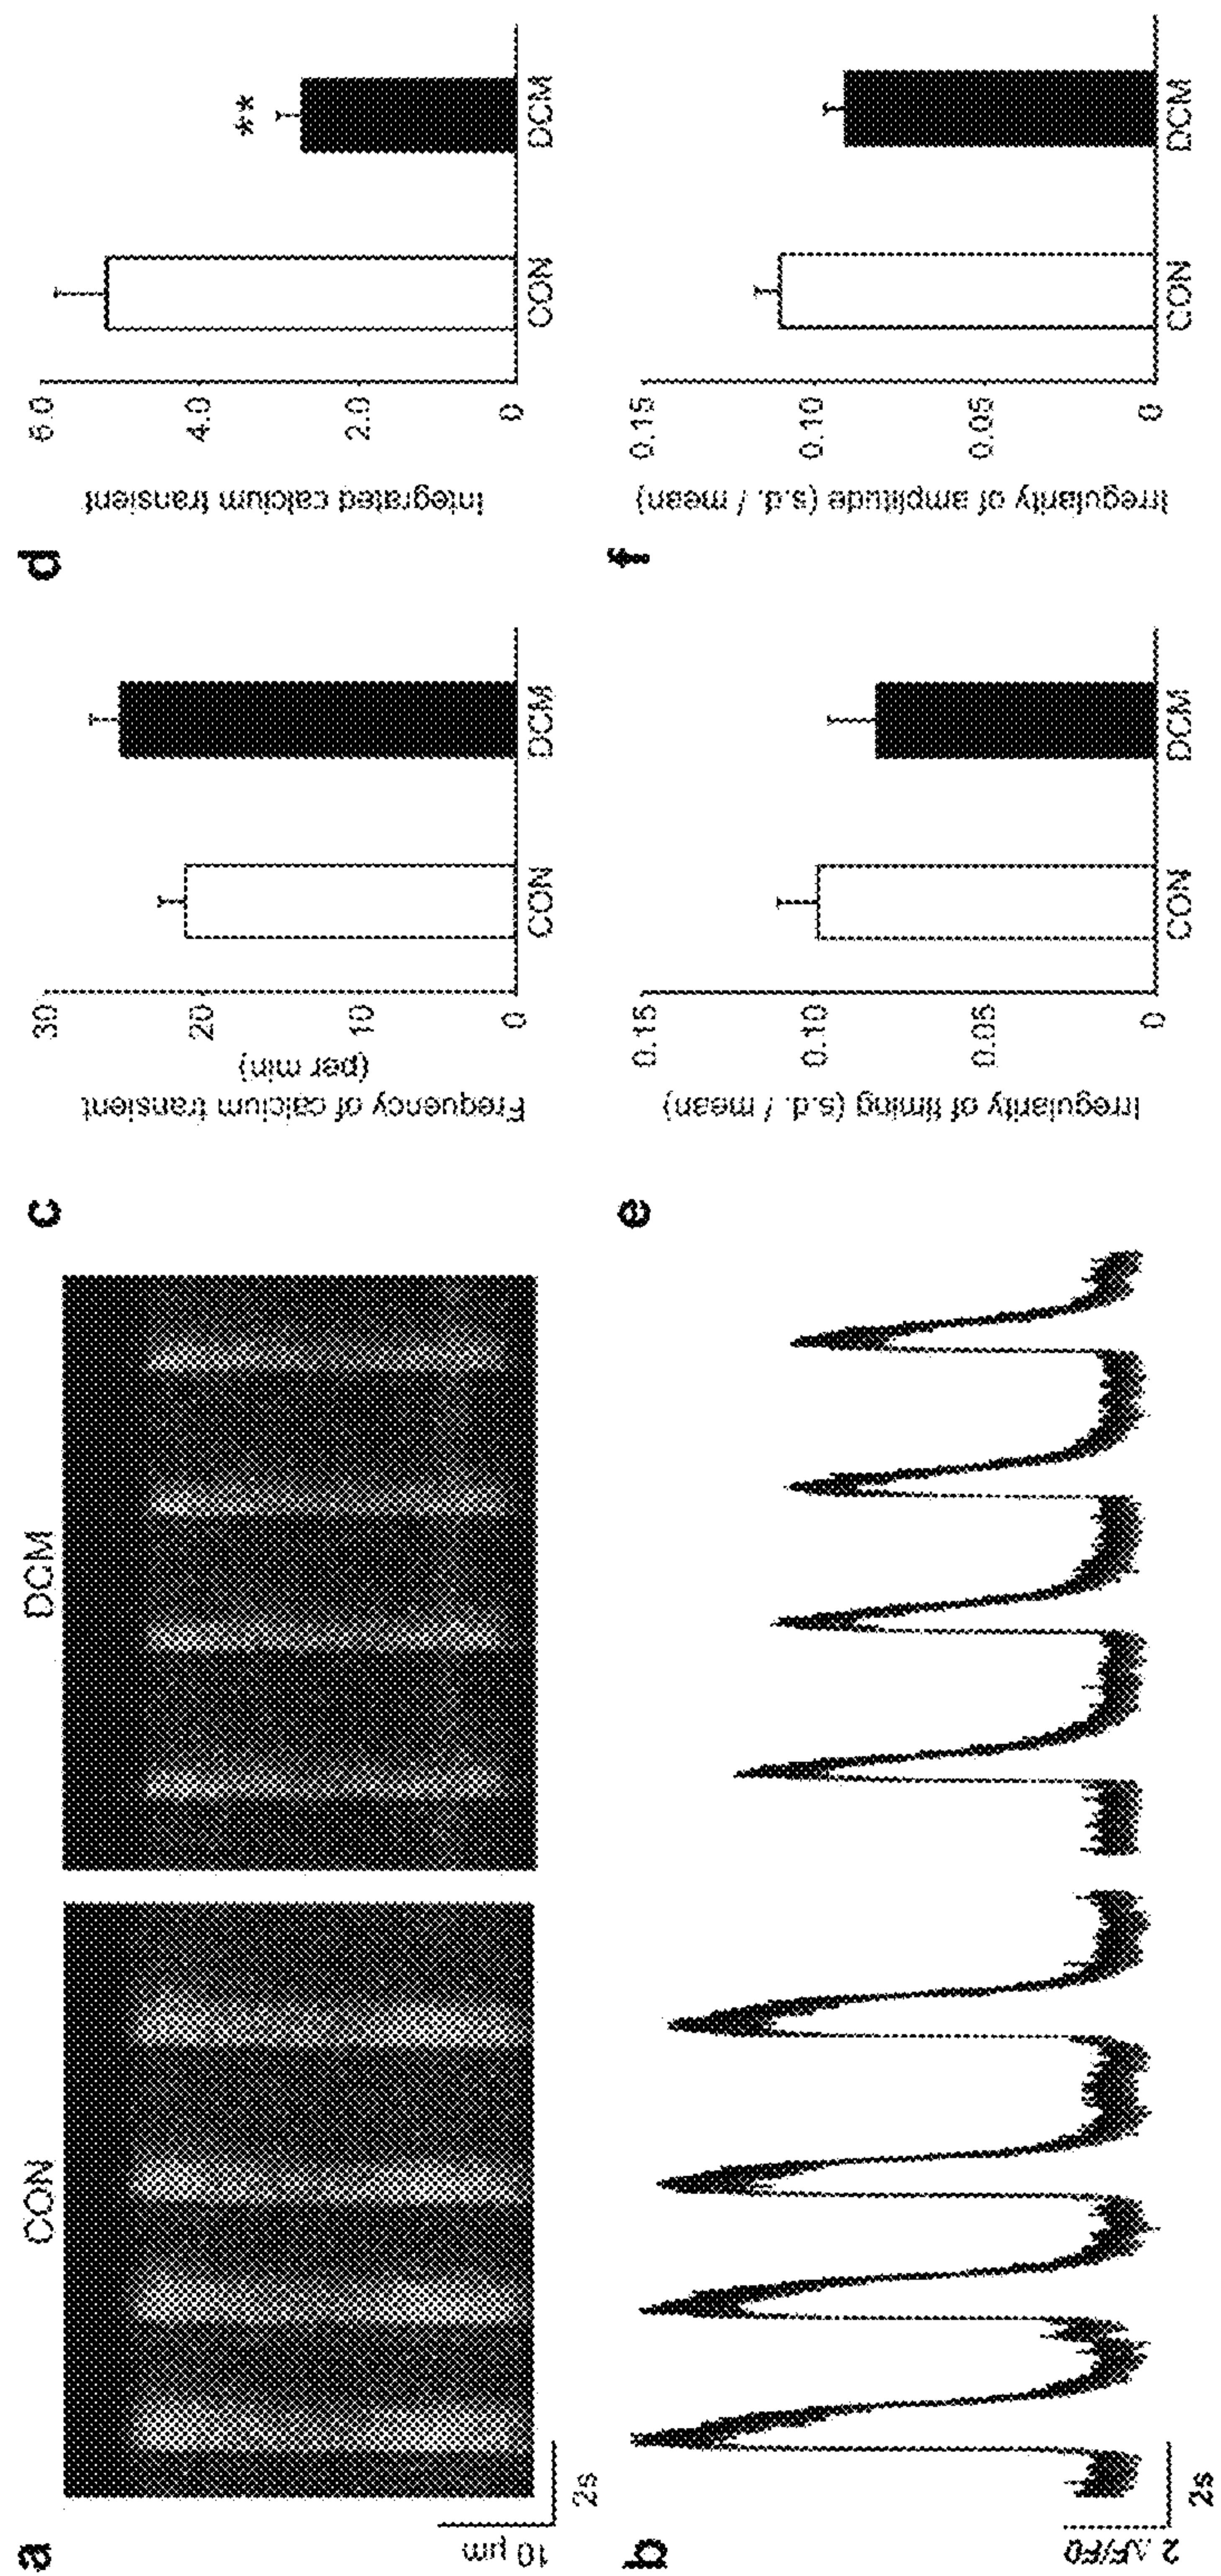 a
CON
DCM
10 µm
2s
b
2 ΔF/F0
2s
c
Frequency of calcium transient
(per min)
30
20
10
0
CON
DCM
d
Integrated calcium transient
6.0
4.0
2.0
0
CON
DCM
**
e
Irregularity of timing (s.d. / mean)
0.15
0.10
0.05
0
CON
DCM
f
Irregularity of amplitude (s.d. / mean)
0.15
0.10
0.05
0
CON
DCM